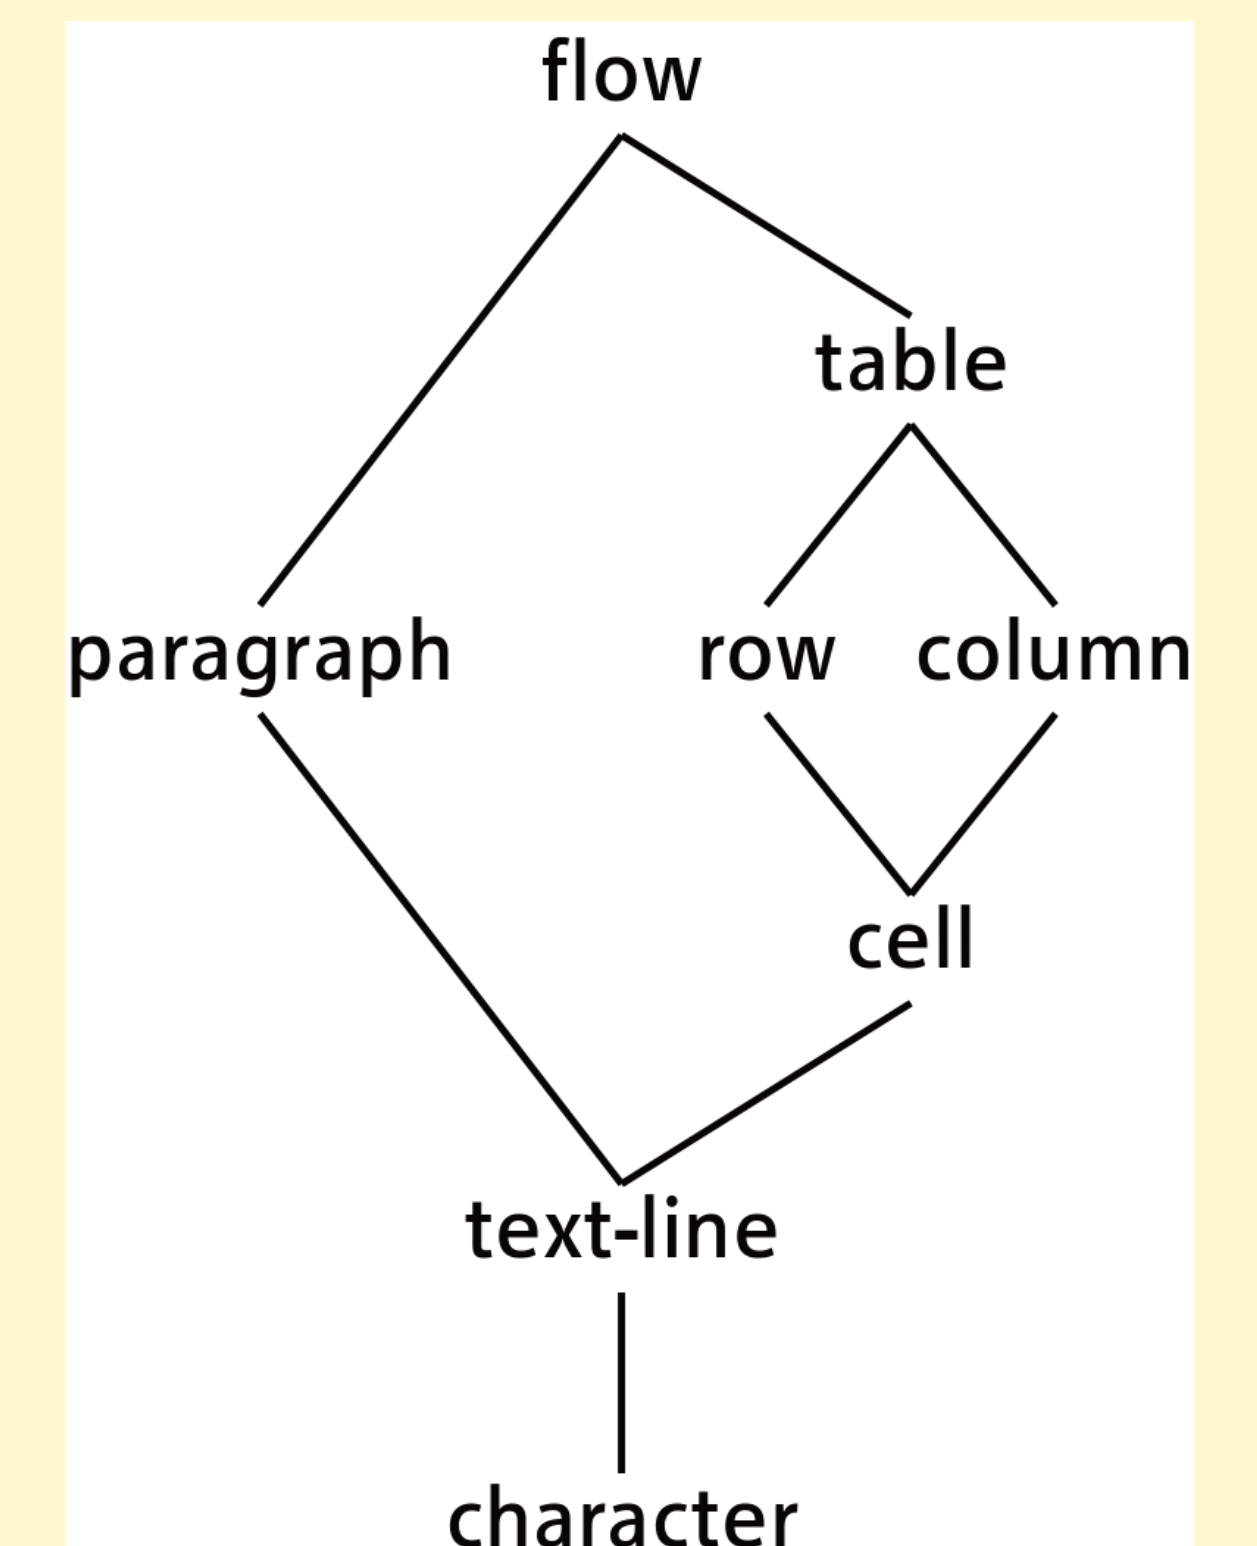 flow
table
paragraph row column
cell
text-line
character